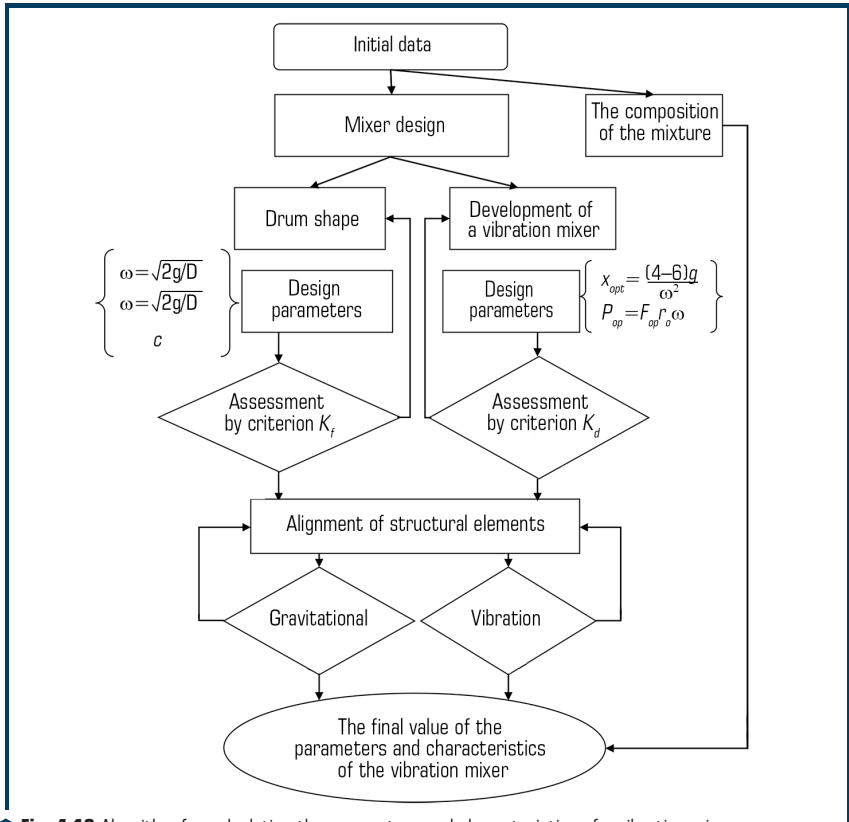 Initial data
Mixer design
The composition
of the mixture
Drum shape
Development of
a vibration mixer
ω=√2g/D
ω=√2g/D
c
Design
parameters
Design
parameters
x_opt = (4–6)g / ω²
P_op=F_op r_o ω
Assessment
by criterion K_f
Assessment
by criterion K_d
Alignment of structural elements
Gravitational
Vibration
The final value of the
parameters and characteristics
of the vibration mixer